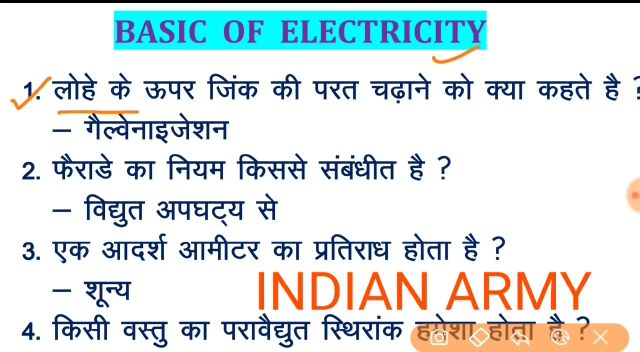 BASIC OF ELECTRICITY
1. लोहे के ऊपर जिंक की परत चढ़ाने को क्या कहते है ?
– गैल्वेनाइजेशन
2. फैराडे का नियम किससे संबंधीत है ?
– विद्युत अपघट्य से
3. एक आदर्श आमीटर का प्रतिराध होता है ?
– शून्य
INDIAN ARMY
4. किसी वस्तु का परावैद्युत स्थिरांक हमेशा होता है ?